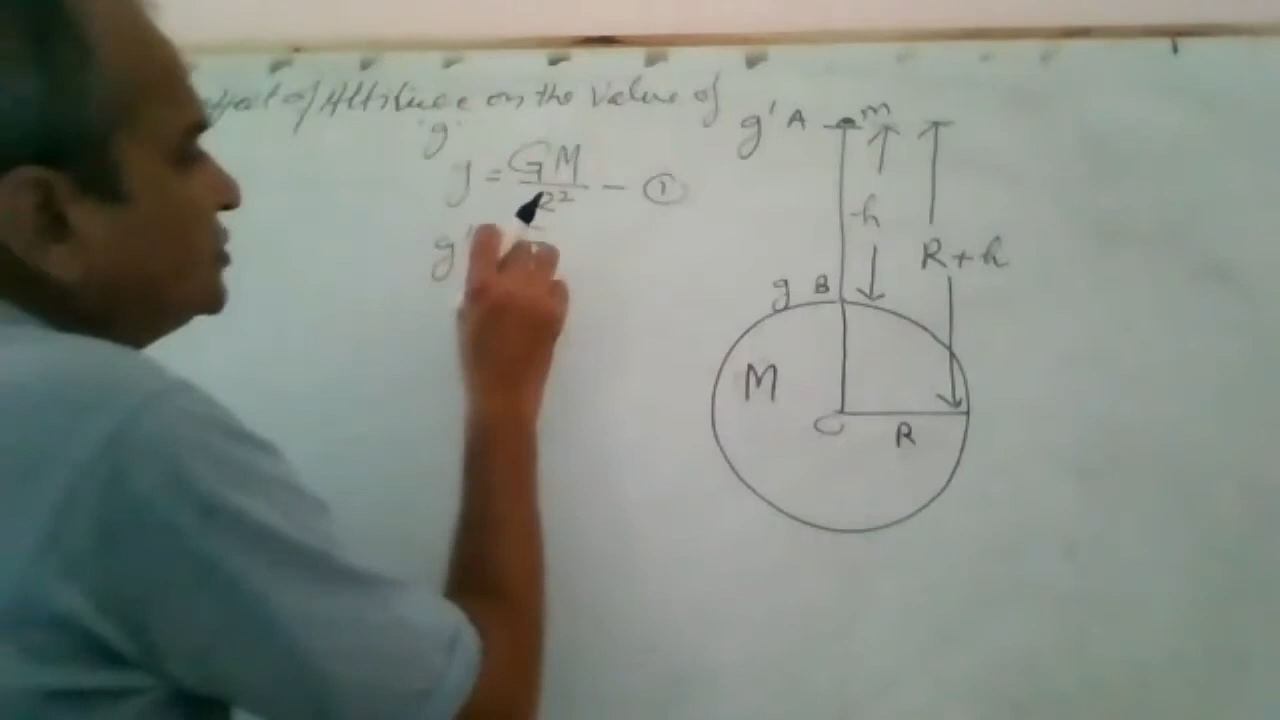 of Altitude on the Value of
'g'
g = GM / R² - ①
g'
g' A m
h
R+h
g B
M
C
R